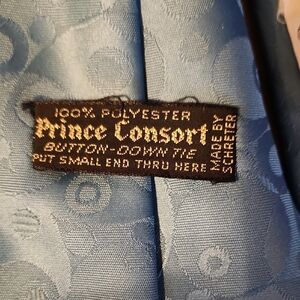 100% POLYESTER
Prince Consort
BUTTON-DOWN TIE
PUT SMALL END THRU HERE
MADE BY
SCHRETER